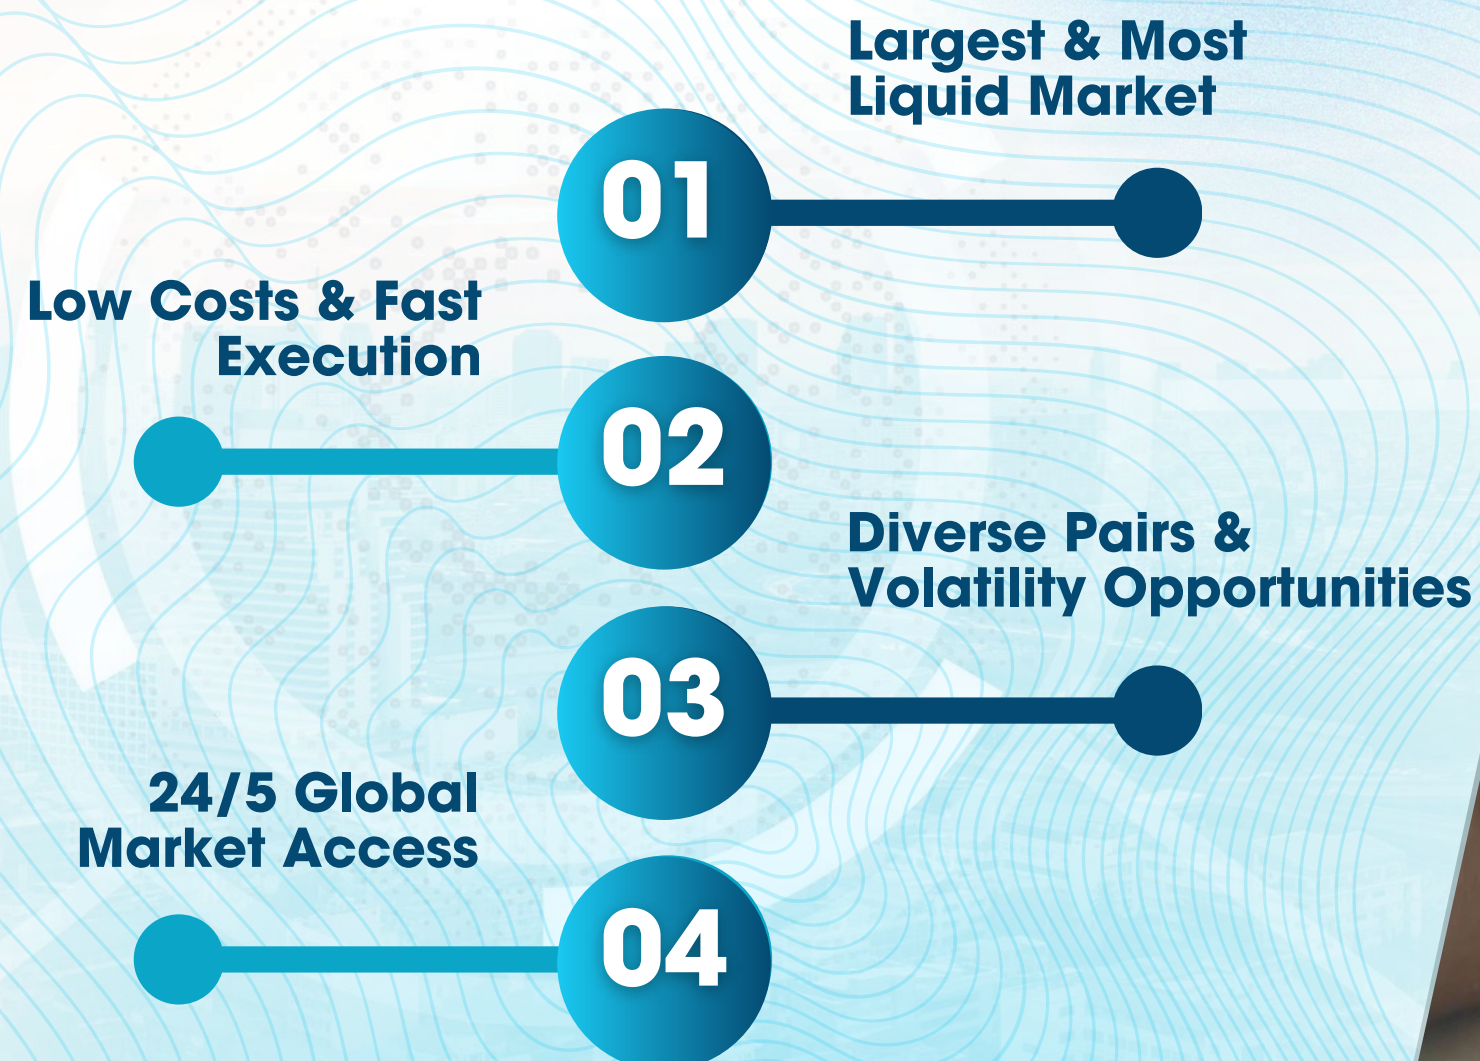 Largest & Most
Liquid Market
01
Low Costs & Fast
Execution
02
Diverse Pairs &
Volatility Opportunities
03
24/5 Global
Market Access
04